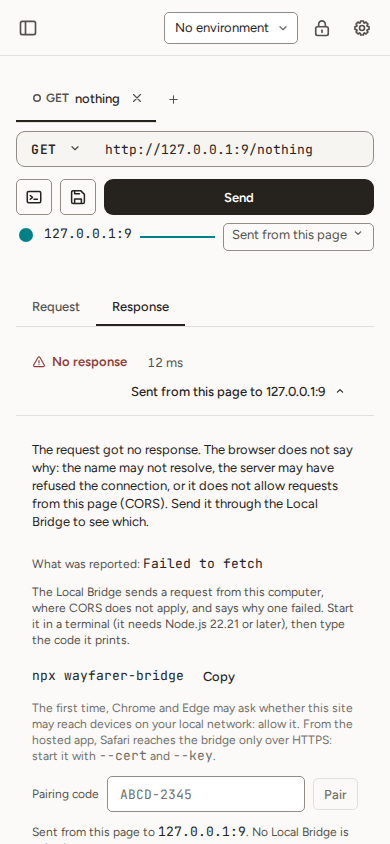 No environment
GET nothing
GET http://127.0.0.1:9/nothing
Send
127.0.0.1:9 Sent from this page
Request Response
No response 12 ms
Sent from this page to 127.0.0.1:9
The request got no response. The browser does not say
why: the name may not resolve, the server may have
refused the connection, or it does not allow requests
from this page (CORS). Send it through the Local
Bridge to see which.
What was reported: Failed to fetch
The Local Bridge sends a request from this computer,
where CORS does not apply, and says why one failed. Start
it in a terminal (it needs Node.js 22.21 or later), then type
the code it prints.
npx wayfarer-bridge Copy
The first time, Chrome and Edge may ask whether this site
may reach devices on your local network: allow it. From the
hosted app, Safari reaches the bridge only over HTTPS:
start it with --cert and --key.
Pairing code ABCD-2345 Pair
Sent from this page to 127.0.0.1:9. No Local Bridge is